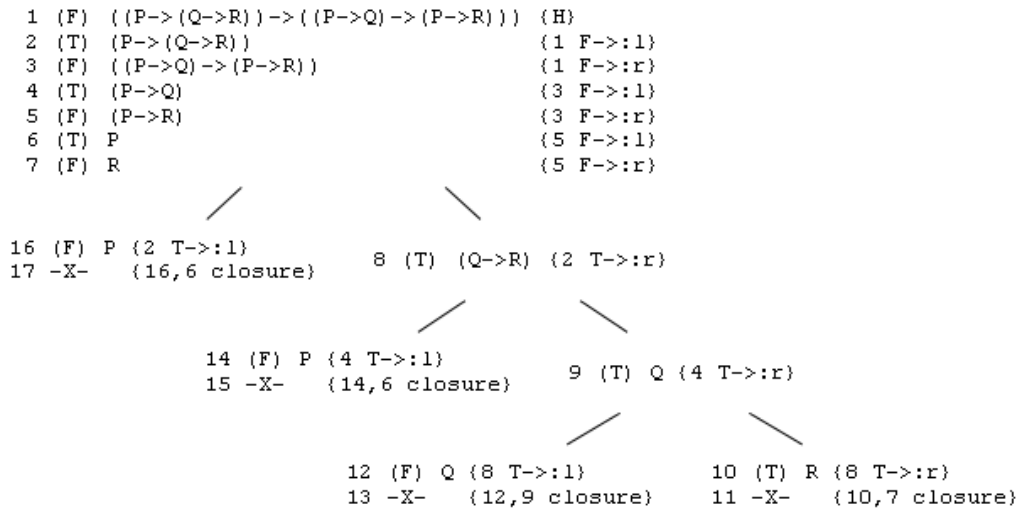 1 (F) ((P->(Q->R))->((P->Q)->(P->R))) {H}
2 (T) (P->(Q->R)) {1 F->:l}
3 (F) ((P->Q)->(P->R)) {1 F->:r}
4 (T) (P->Q) {3 F->:l}
5 (F) (P->R) {3 F->:r}
6 (T) P {5 F->:l}
7 (F) R {5 F->:r}
16 (F) P {2 T->:l}
17 -X- {16,6 closure}
8 (T) (Q->R) {2 T->:r}
14 (F) P {4 T->:l}
15 -X- {14,6 closure}
9 (T) Q {4 T->:r}
12 (F) Q {8 T->:l}
13 -X- {12,9 closure}
10 (T) R {8 T->:r}
11 -X- {10,7 closure}